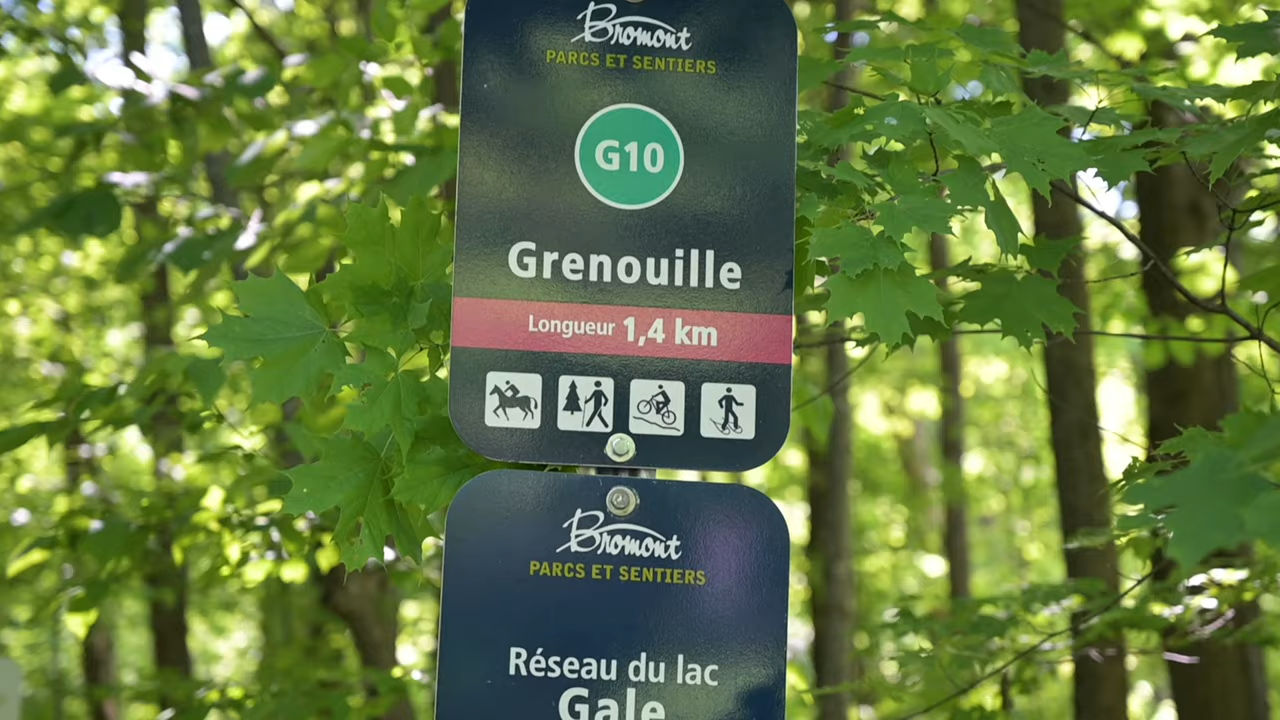 Bromont
PARCS ET SENTIERS
G10
Grenouille
Longueur 1,4 km
Bromont
PARCS ET SENTIERS
Réseau du lac
Gale